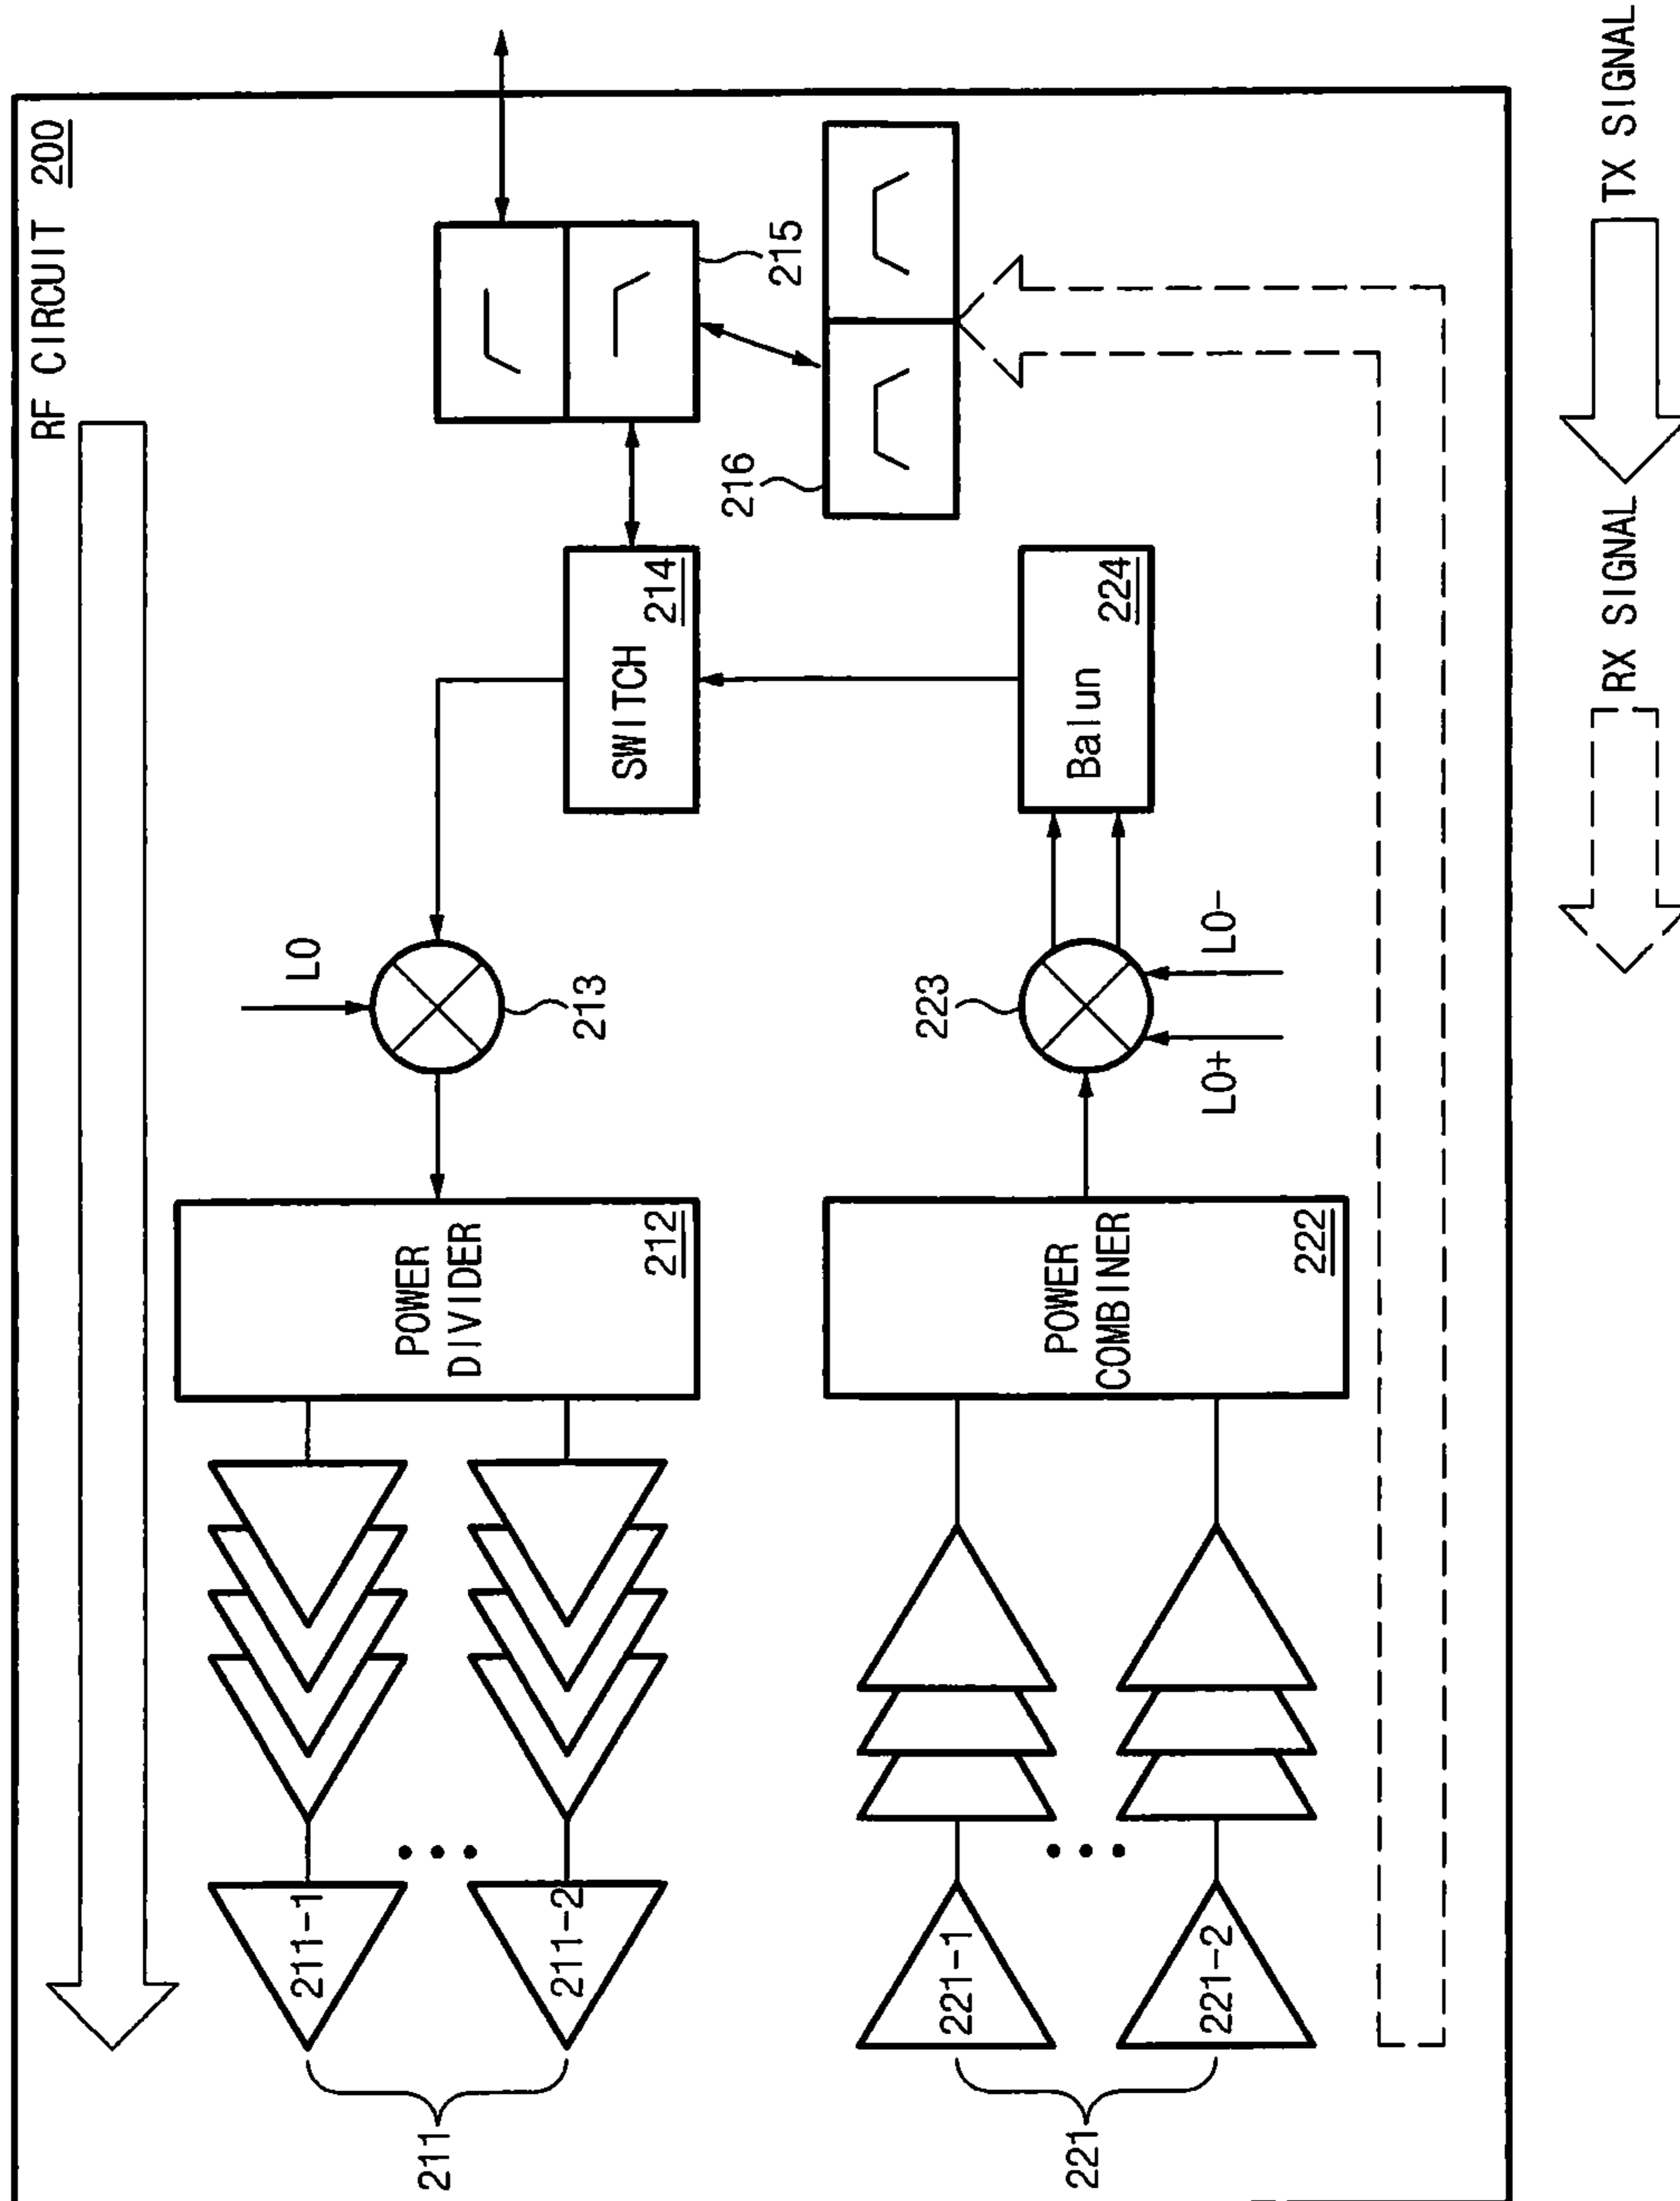 RF CIRCUIT 200
211
211-1
211-2
POWER
DIVIDER
212
LO
213
SWITCH
214
215
216
221
221-1
221-2
POWER
COMBINER
222
223
LO+
LO-
Balun
224
RX SIGNAL
TX SIGNAL